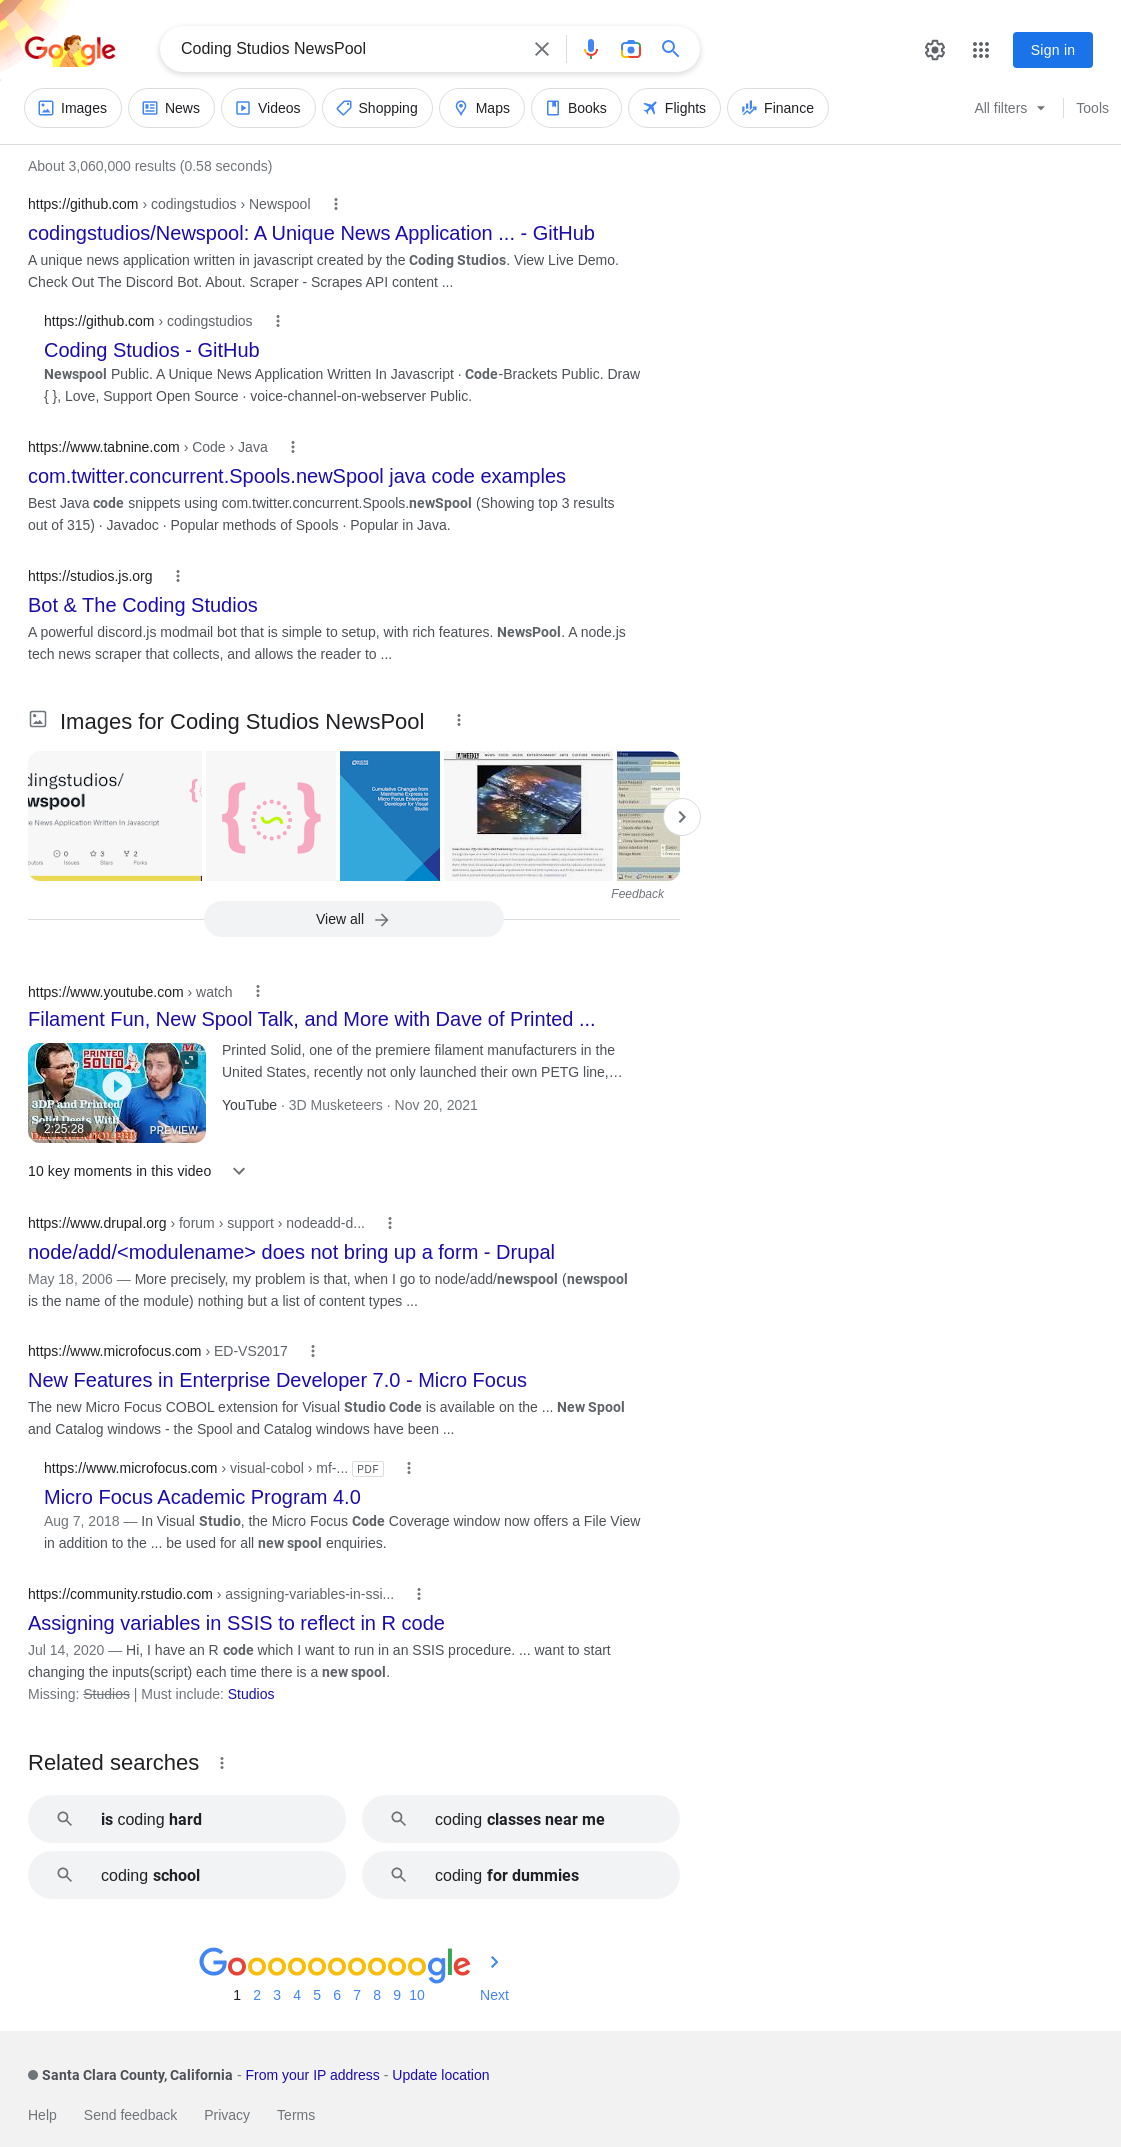 Google
Coding Studios NewsPool
Sign in
Images
News
Videos
Shopping
Maps
Books
Flights
Finance
All filters
Tools
About 3,060,000 results (0.58 seconds)
https://github.com › codingstudios › Newspool
codingstudios/Newspool: A Unique News Application ... - GitHub
A unique news application written in javascript created by the Coding Studios. View Live Demo.
Check Out The Discord Bot. About. Scraper - Scrapes API content ...
https://github.com › codingstudios
Coding Studios - GitHub
Newspool Public. A Unique News Application Written In Javascript · Code-Brackets Public. Draw
{ }, Love, Support Open Source · voice-channel-on-webserver Public.
https://www.tabnine.com › Code › Java
com.twitter.concurrent.Spools.newSpool java code examples
Best Java code snippets using com.twitter.concurrent.Spools.newSpool (Showing top 3 results
out of 315) · Javadoc · Popular methods of Spools · Popular in Java.
https://studios.js.org
Bot & The Coding Studios
A powerful discord.js modmail bot that is simple to setup, with rich features. NewsPool. A node.js
tech news scraper that collects, and allows the reader to ...
Images for Coding Studios NewsPool
dingstudios/
wspool
e News Application Written In Javascript
0
3
2
utors
Issues
Stars
Forks
Cumulative Changes from
Mainframe Express to
Micro Focus Enterprise
Developer for Visual
Studio
Feedback
View all
https://www.youtube.com › watch
Filament Fun, New Spool Talk, and More with Dave of Printed ...
PRINTED
SOLID
3DP and Printed
Solid Deets With
2:25:28
PREVIEW
Printed Solid, one of the premiere filament manufacturers in the
United States, recently not only launched their own PETG line,…
YouTube · 3D Musketeers · Nov 20, 2021
10 key moments in this video
https://www.drupal.org › forum › support › nodeadd-d...
node/add/<modulename> does not bring up a form - Drupal
May 18, 2006 — More precisely, my problem is that, when I go to node/add/newspool (newspool
is the name of the module) nothing but a list of content types ...
https://www.microfocus.com › ED-VS2017
New Features in Enterprise Developer 7.0 - Micro Focus
The new Micro Focus COBOL extension for Visual Studio Code is available on the ... New Spool
and Catalog windows - the Spool and Catalog windows have been ...
https://www.microfocus.com › visual-cobol › mf-... PDF
Micro Focus Academic Program 4.0
Aug 7, 2018 — In Visual Studio, the Micro Focus Code Coverage window now offers a File View
in addition to the ... be used for all new spool enquiries.
https://community.rstudio.com › assigning-variables-in-ssi...
Assigning variables in SSIS to reflect in R code
Jul 14, 2020 — Hi, I have an R code which I want to run in an SSIS procedure. ... want to start
changing the inputs(script) each time there is a new spool.
Missing: Studios | Must include: Studios
Related searches
is coding hard
coding classes near me
coding school
coding for dummies
Goooooooooogle
1 2 3 4 5 6 7 8 9 10 Next
Santa Clara County, California - From your IP address - Update location
Help
Send feedback
Privacy
Terms